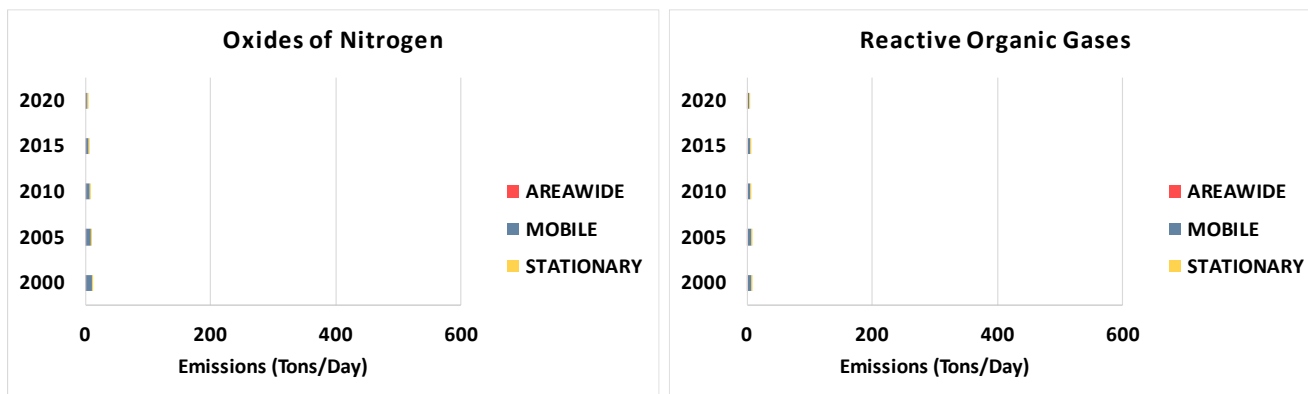 Oxides of Nitrogen
2020
2015
2010
2005
2000
0 200 400 600
Emissions (Tons/Day)
AREAWIDE
MOBILE
STATIONARY
Reactive Organic Gases
2020
2015
2010
2005
2000
0 200 400 600
Emissions (Tons/Day)
AREAWIDE
MOBILE
STATIONARY